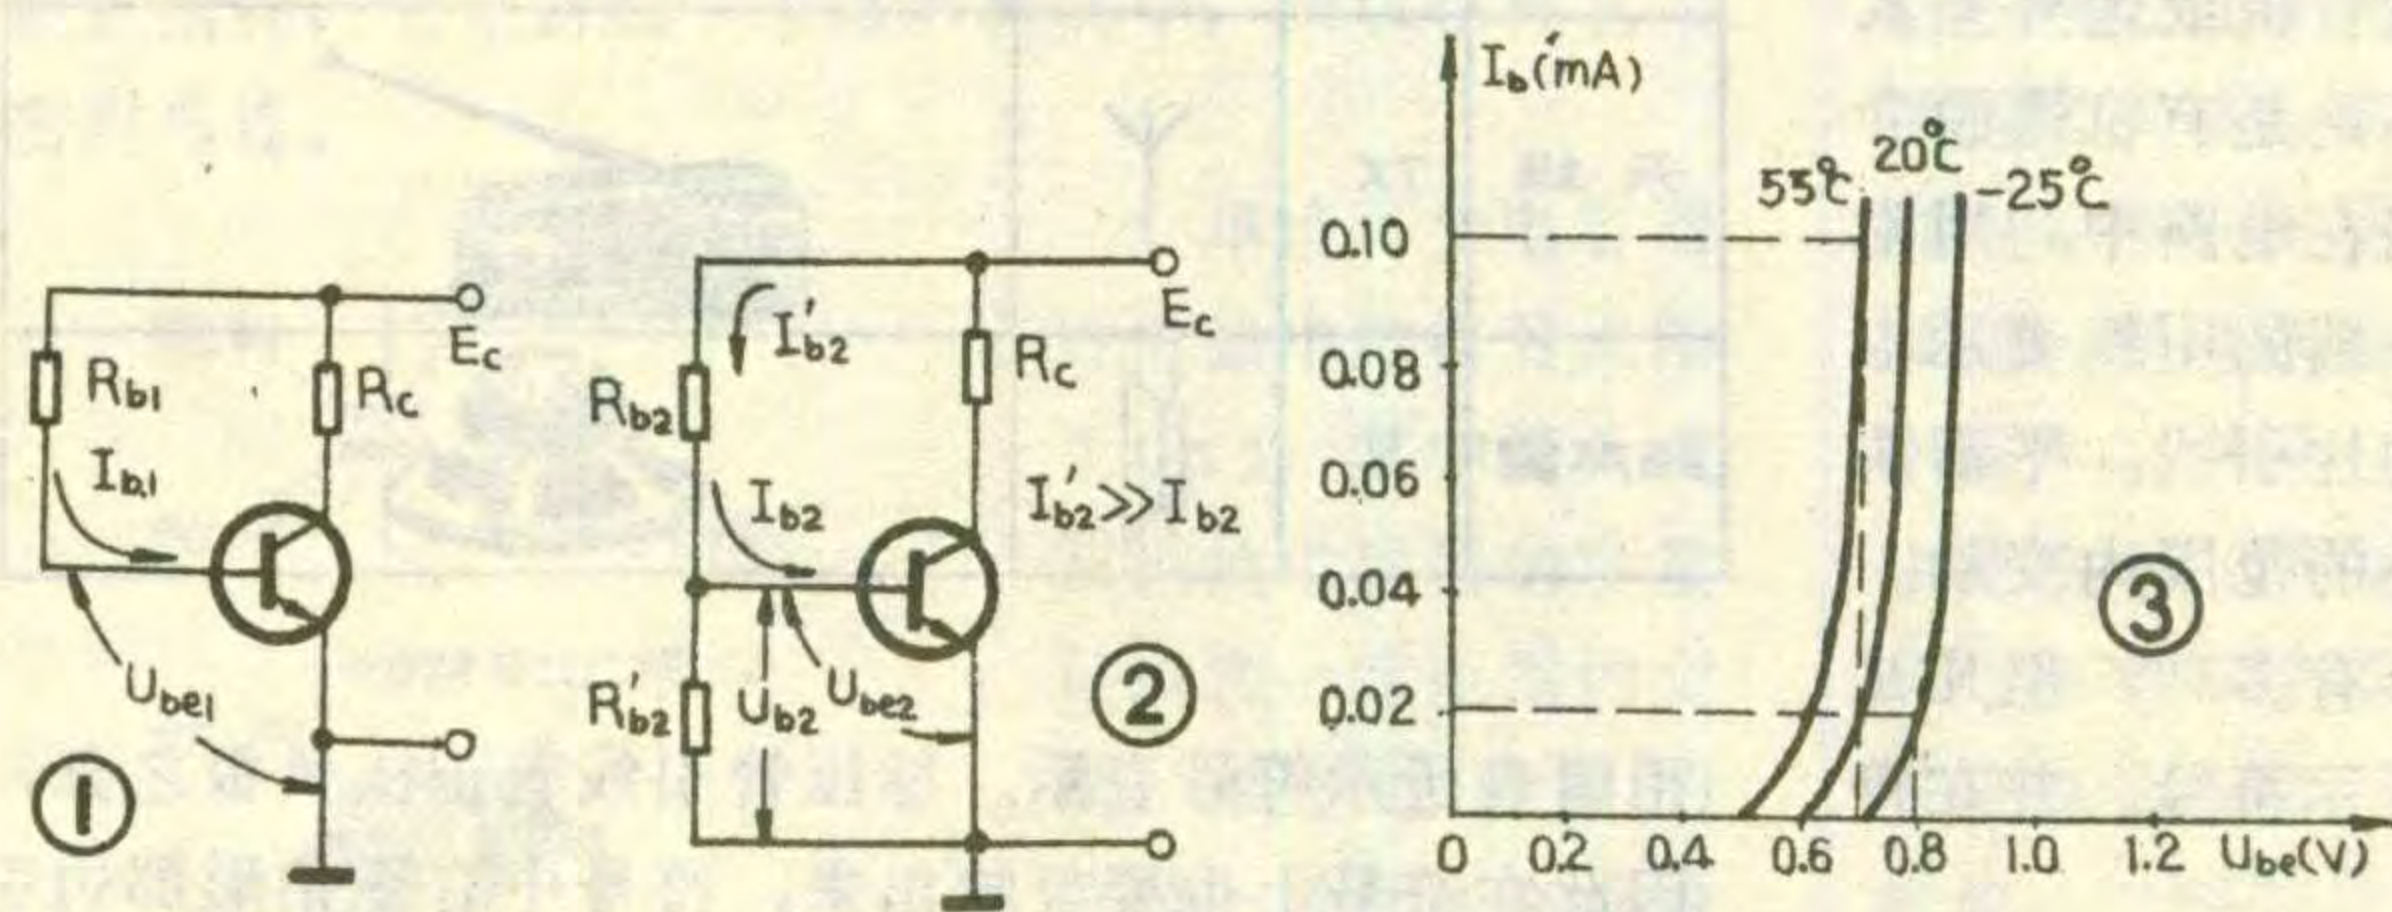 Rb1
Rc
Ec
Ib1
Ube1
①
I'b2
Rb2
Rc
Ec
Ib2
I'b2≫Ib2
R'b2
Ub2
Ube2
②
Ib(mA)
55℃
20℃
-25℃
0.10
0.08
0.06
0.04
0.02
③
0 0.2 0.4 0.6 0.8 1.0 1.2 Ube(V)